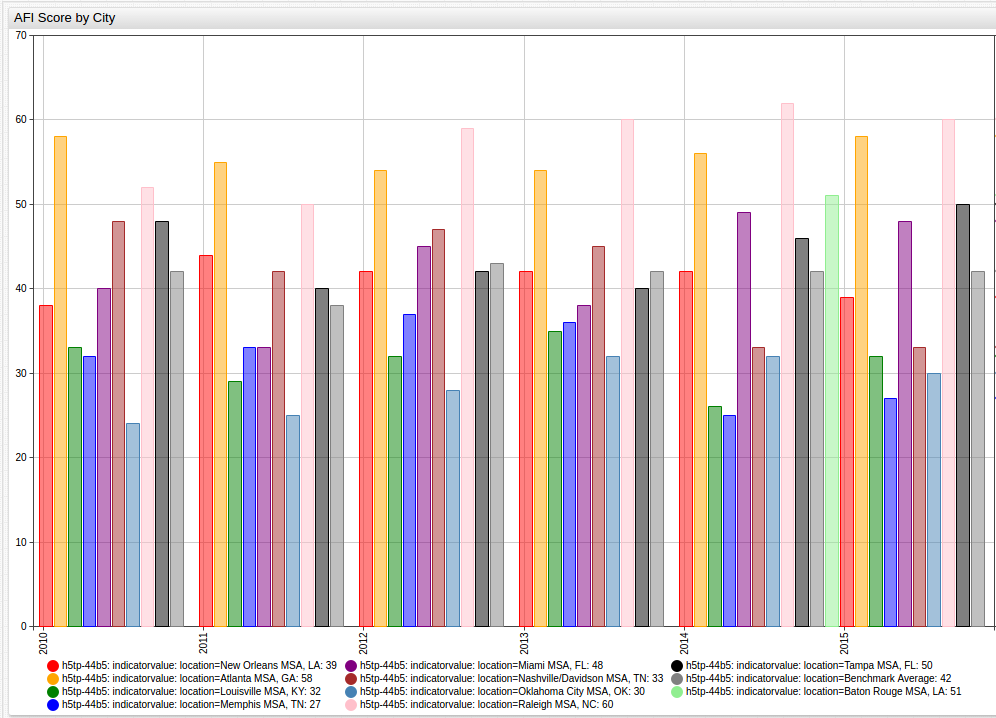 AFI Score by City
70
60
50
40
30
20
10
0
2010 2011 2012 2013 2014 2015
h5tp-44b5: indicatorvalue: location=New Orleans MSA, LA: 39 h5tp-44b5: indicatorvalue: location=Miami MSA, FL: 48 h5tp-44b5: indicatorvalue: location=Tampa MSA, FL: 50
h5tp-44b5: indicatorvalue: location=Atlanta MSA, GA: 58 h5tp-44b5: indicatorvalue: location=Nashville/Davidson MSA, TN: 33 h5tp-44b5: indicatorvalue: location=Benchmark Average: 42
h5tp-44b5: indicatorvalue: location=Louisville MSA, KY: 32 h5tp-44b5: indicatorvalue: location=Oklahoma City MSA, OK: 30 h5tp-44b5: indicatorvalue: location=Baton Rouge MSA, LA: 51
h5tp-44b5: indicatorvalue: location=Memphis MSA, TN: 27 h5tp-44b5: indicatorvalue: location=Raleigh MSA, NC: 60